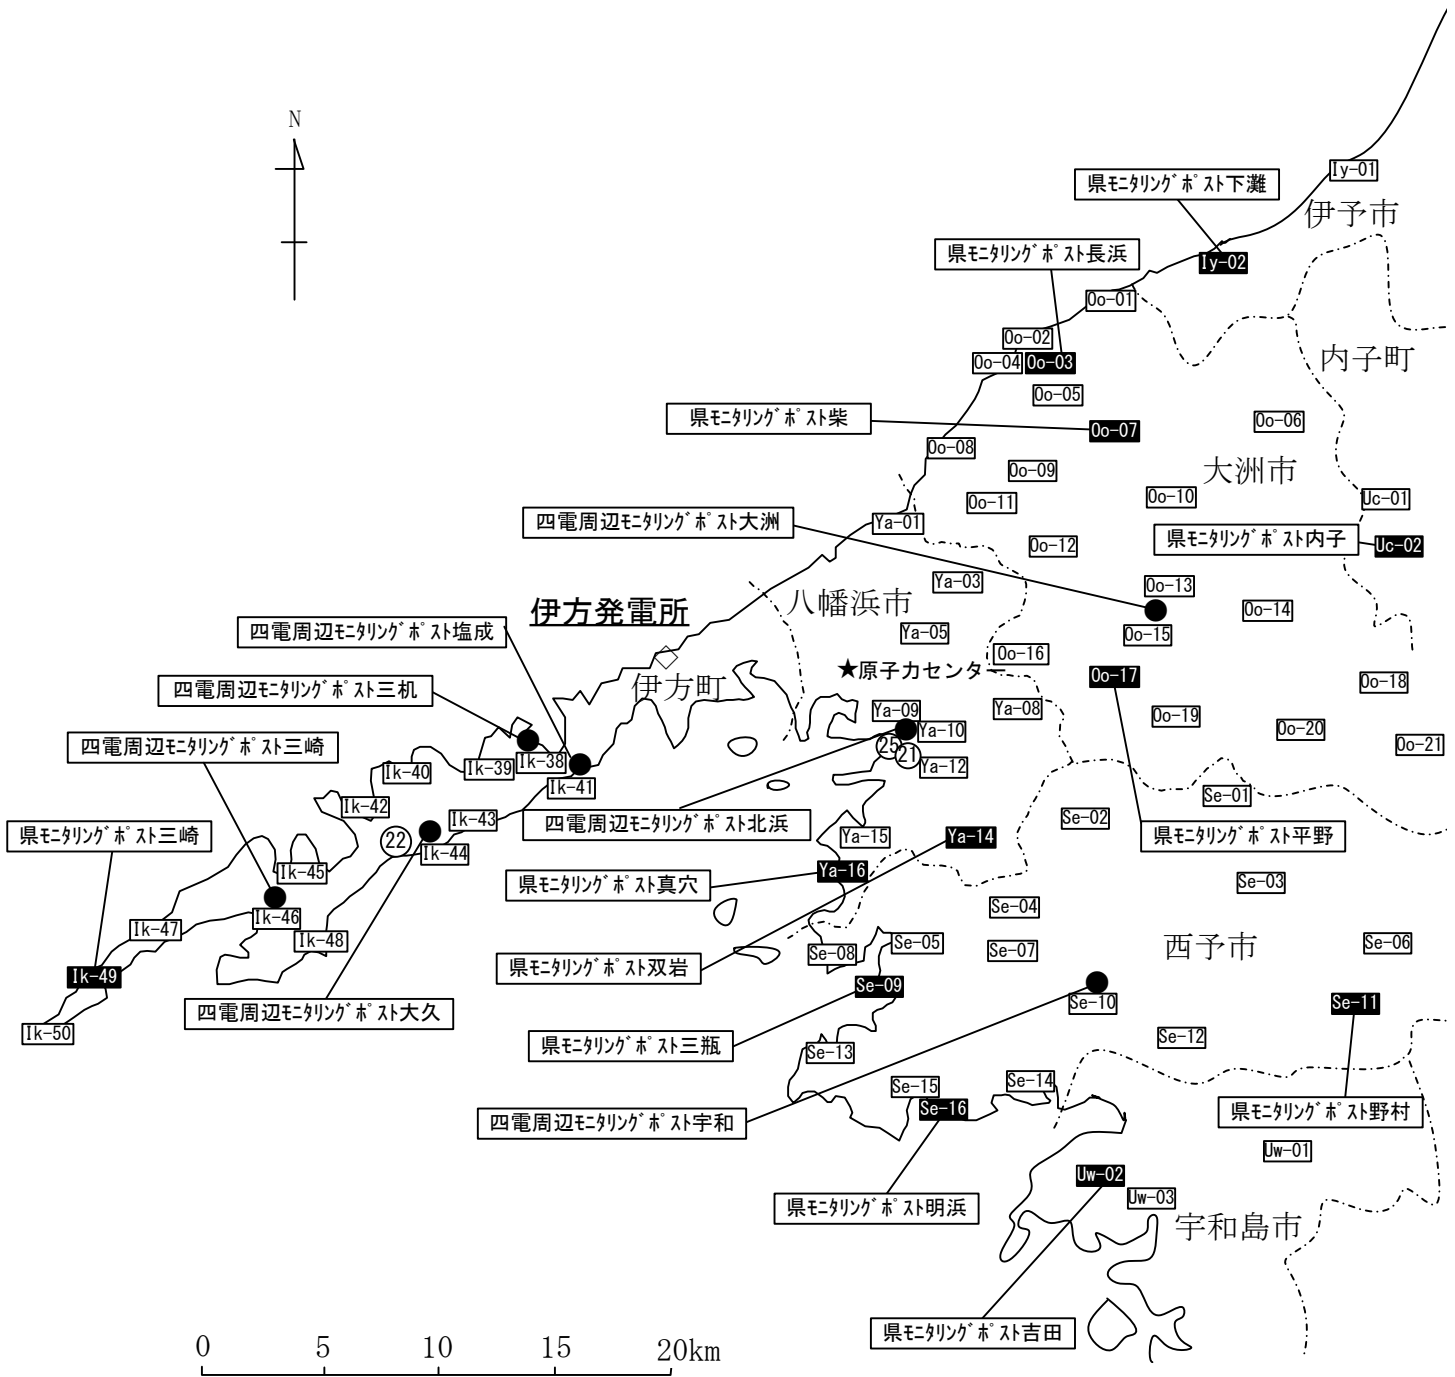 N
Iy-01
県モニタリングポスト下灘
伊予市
県モニタリングポスト長浜
Iy-02
Oo-01
Oo-02
内子町
Oo-04
Oo-03
Oo-05
県モニタリングポスト柴
Oo-06
Oo-07
Oo-08
大洲市
Oo-09
Oo-10
Uc-01
Oo-11
四電周辺モニタリングポスト大洲
Ya-01
県モニタリングポスト内子
Uc-02
Oo-12
Ya-03
Oo-13
八幡浜市
伊方発電所
Oo-14
四電周辺モニタリングポスト塩成
Ya-05
Oo-15
Oo-16
★原子力センター
伊方町
Oo-17
Oo-18
四電周辺モニタリングポスト三机
Ya-09
Ya-08
Oo-19
Ya-10
Oo-20
四電周辺モニタリングポスト三崎
25
21
Oo-21
Ik-38
Ik-39
Ik-40
Ya-12
Ik-41
Se-01
Ik-42
Ik-43
四電周辺モニタリングポスト北浜
Se-02
県モニタリングポスト三崎
22
Ya-15
Ya-14
県モニタリングポスト平野
Ik-44
Ik-45
県モニタリングポスト真穴
Ya-16
Se-03
Ik-46
Se-04
Ik-47
Ik-48
Se-05
西予市
Se-06
Se-08
Se-07
県モニタリングポスト双岩
Ik-49
Se-09
四電周辺モニタリングポスト大久
Se-10
Se-11
Ik-50
県モニタリングポスト三瓶
Se-13
Se-12
Se-15
Se-14
四電周辺モニタリングポスト宇和
Se-16
県モニタリングポスト野村
Uw-01
Uw-02
県モニタリングポスト明浜
Uw-03
宇和島市
県モニタリングポスト吉田
0 5 10 15 20km